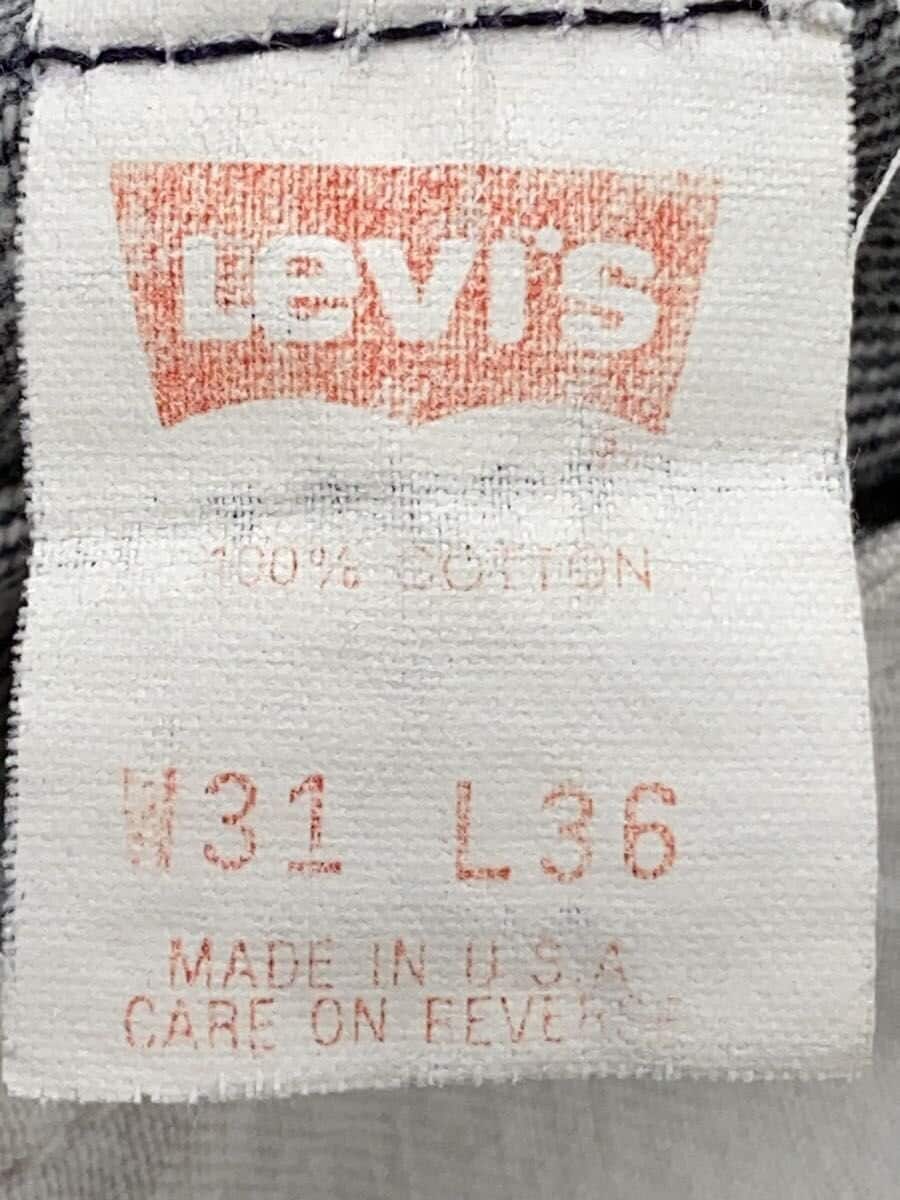 Levi's
100% COTTON
W31 L36
MADE IN U.S.A
CARE ON REVERSE